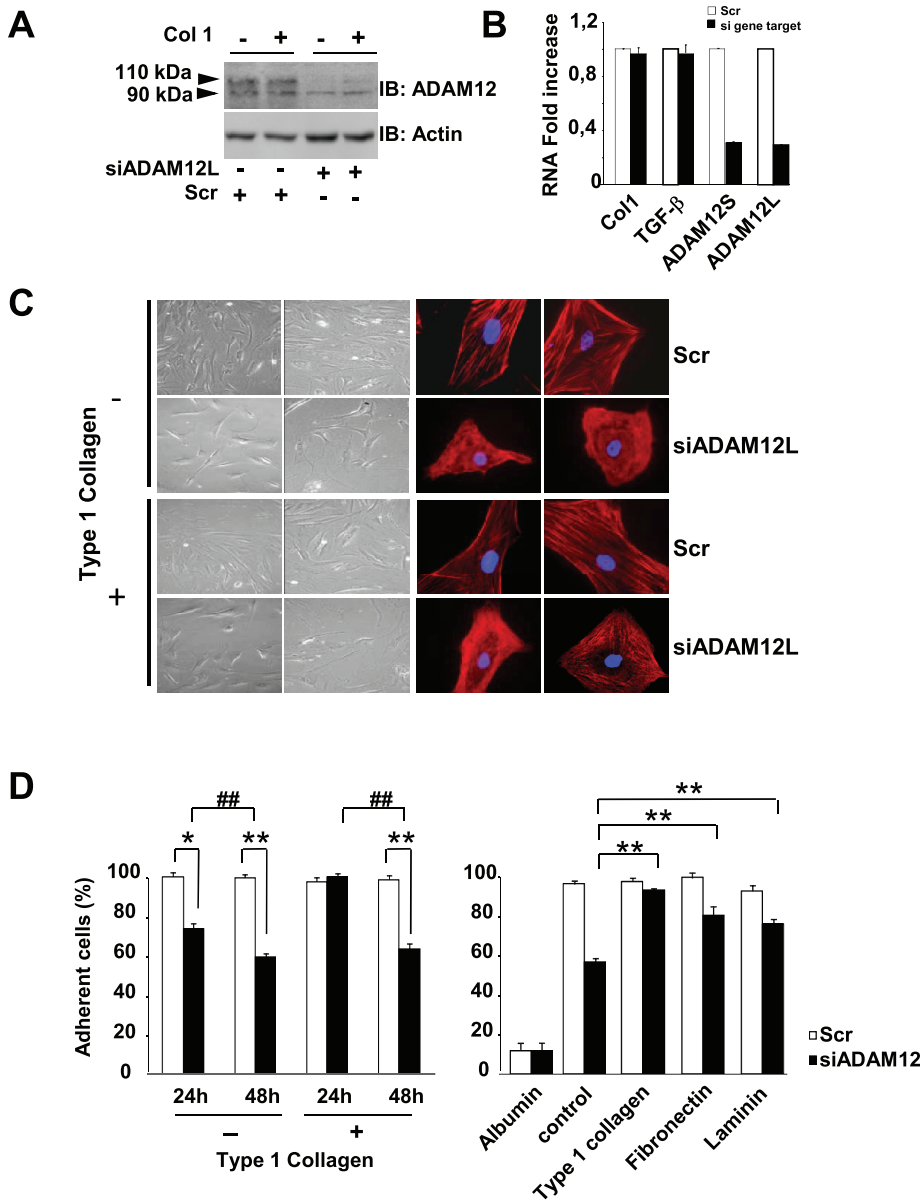 A
Col 1 - + - +
110 kDa
90 kDa
IB: ADAM12
IB: Actin
siADAM12L - - + +
Scr + + - -
B
Scr
si gene target
RNA Fold increase
1,2
0,8
0,4
0
Col1
TGF-β
ADAM12S
ADAM12L
C
Type 1 Collagen
-
+
Scr
siADAM12L
Scr
siADAM12L
D
Adherent cells (%)
100
80
60
40
20
0
* ## ** ## **
24h 48h 24h 48h
– +
Type 1 Collagen
100
80
60
40
20
0
**
**
**
Albumin
control
Type 1 collagen
Fibronectin
Laminin
Scr
siADAM12